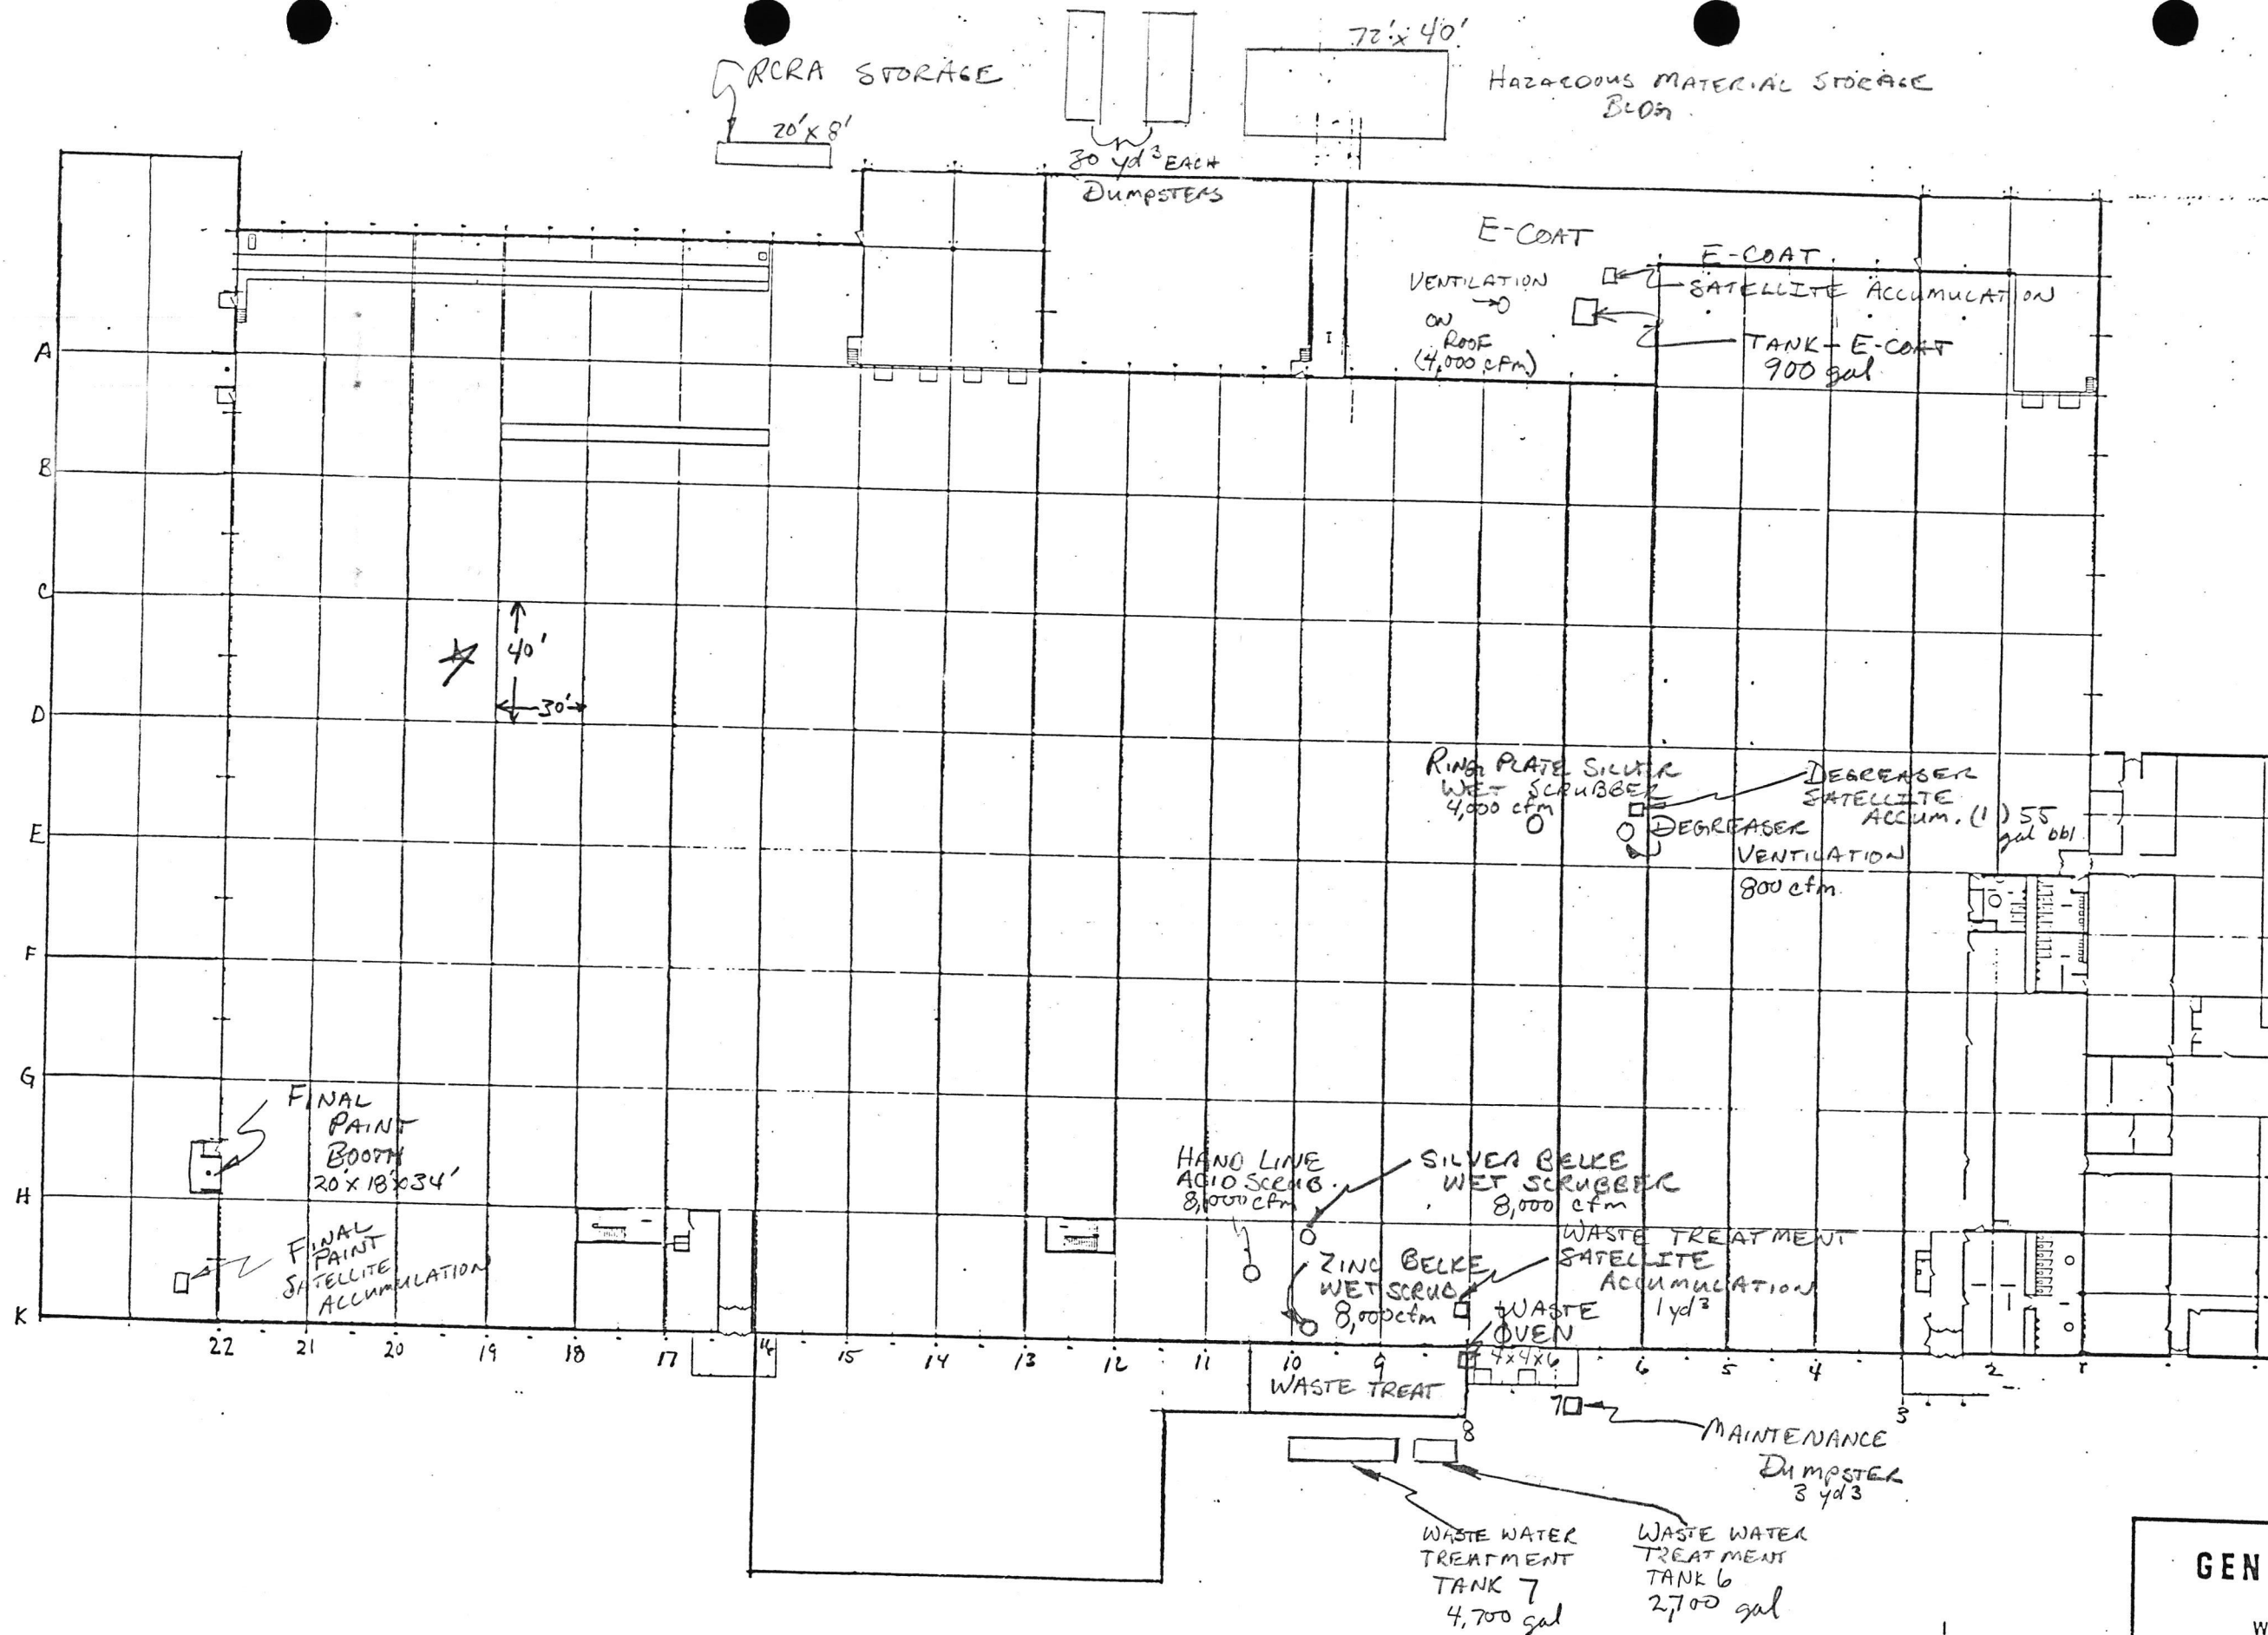 72' x 40'
RCRA STORAGE
HAZARDOUS MATERIAL STORAGE
BLDG
20' x 8'
30 yd3 EACH
DUMPSTERS
E-COAT
E-COAT
SATELLITE ACCUMULATION
VENTILATION
ON
ROOF
(4,000 cfm)
TANK - E-COAT
900 gal
A
B
C
40'
30'
D
RING PLATE SILVER
WET SCRUBBER
4,000 cfm
DEGREASER
SATELLITE
ACCUM. (1) 55
gal bbl
DEGREASER
VENTILATION
800 cfm
E
F
G
FINAL
PAINT
BOOTH
20' x 18' x 34'
H
HAND LINE
ACID SCRUB.
8,000 cfm
SILVER BELKE
WET SCRUBBER
8,000 cfm
FINAL
PAINT
SATELLITE
ACCUMULATION
ZINC BELKE
WET SCRUB
8,000 cfm
WASTE TREATMENT
SATELLITE
ACCUMULATION
1 yd3
WASTE
OVEN
4x4x6
K
22 21 20 19 18 17 16 15 14 13 12 11 10 9 6 5 4 2 1
WASTE TREAT
7
3
8
MAINTENANCE
DUMPSTER
3 yd3
WASTE WATER
TREATMENT
TANK 7
4,700 gal
WASTE WATER
TREATMENT
TANK 6
2,700 gal
GEN
W